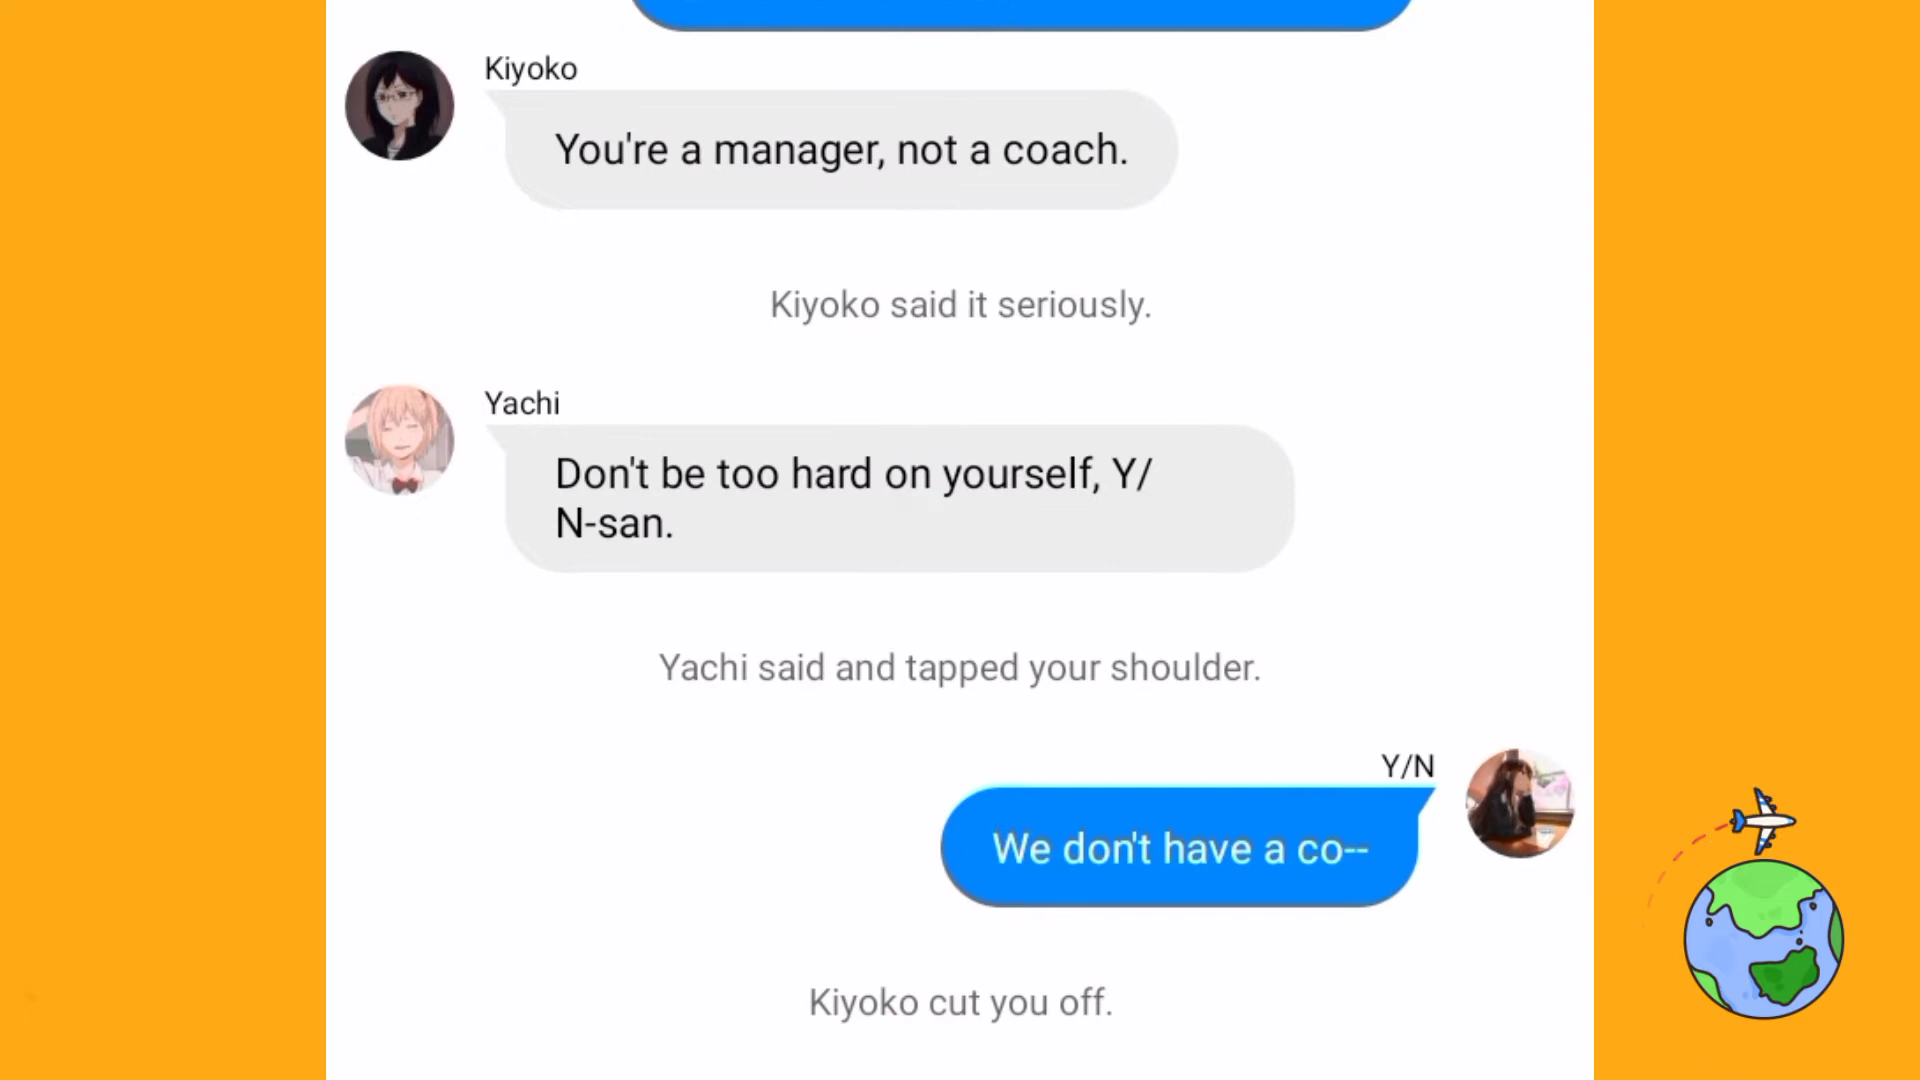 Kiyoko
You're a manager, not a coach.
Kiyoko said it seriously.
Yachi
Don't be too hard on yourself, Y/
N-san.
Yachi said and tapped your shoulder.
Y/N
We don't have a co--
Kiyoko cut you off.